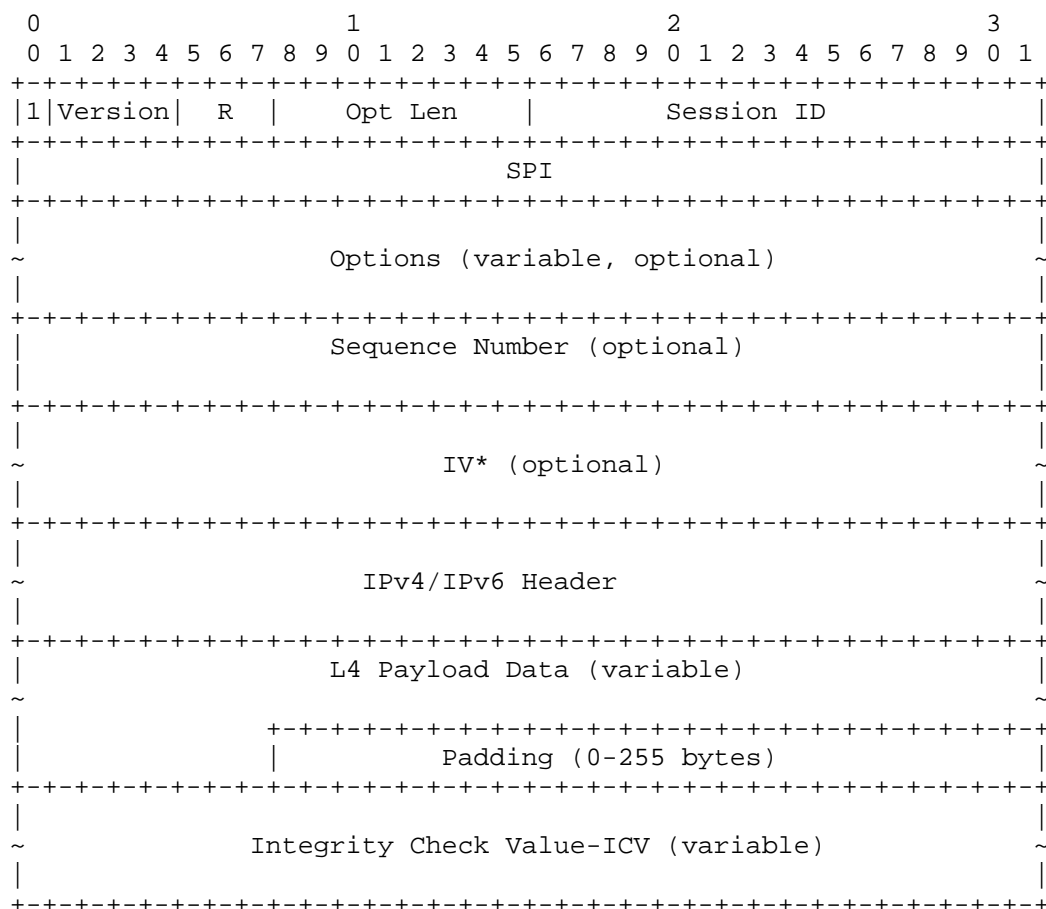 0                   1                   2                   3
 0 1 2 3 4 5 6 7 8 9 0 1 2 3 4 5 6 7 8 9 0 1 2 3 4 5 6 7 8 9 0 1
+-+-+-+-+-+-+-+-+-+-+-+-+-+-+-+-+-+-+-+-+-+-+-+-+-+-+-+-+-+-+-+-+
|1|Version|  R  |    Opt Len    |        Session ID             |
+-+-+-+-+-+-+-+-+-+-+-+-+-+-+-+-+-+-+-+-+-+-+-+-+-+-+-+-+-+-+-+-+
|                              SPI                              |
+-+-+-+-+-+-+-+-+-+-+-+-+-+-+-+-+-+-+-+-+-+-+-+-+-+-+-+-+-+-+-+-+
|                                                               |
~                   Options (variable, optional)                ~
|                                                               |
+-+-+-+-+-+-+-+-+-+-+-+-+-+-+-+-+-+-+-+-+-+-+-+-+-+-+-+-+-+-+-+-+
|                   Sequence Number (optional)                  |
|                                                               |
+-+-+-+-+-+-+-+-+-+-+-+-+-+-+-+-+-+-+-+-+-+-+-+-+-+-+-+-+-+-+-+-+
|                                                               |
~                          IV* (optional)                       ~
|                                                               |
+-+-+-+-+-+-+-+-+-+-+-+-+-+-+-+-+-+-+-+-+-+-+-+-+-+-+-+-+-+-+-+-+
|                                                               |
~                     IPv4/IPv6 Header                          ~
|                                                               |
+-+-+-+-+-+-+-+-+-+-+-+-+-+-+-+-+-+-+-+-+-+-+-+-+-+-+-+-+-+-+-+-+
|                   L4 Payload Data (variable)                  |
~                                                               ~
|               +-+-+-+-+-+-+-+-+-+-+-+-+-+-+-+-+-+-+-+-+-+-+-+-+
|               |          Padding (0-255 bytes)                |
+-+-+-+-+-+-+-+-+-+-+-+-+-+-+-+-+-+-+-+-+-+-+-+-+-+-+-+-+-+-+-+-+
|                                                               |
~              Integrity Check Value-ICV (variable)             ~
|                                                               |
+-+-+-+-+-+-+-+-+-+-+-+-+-+-+-+-+-+-+-+-+-+-+-+-+-+-+-+-+-+-+-+-+